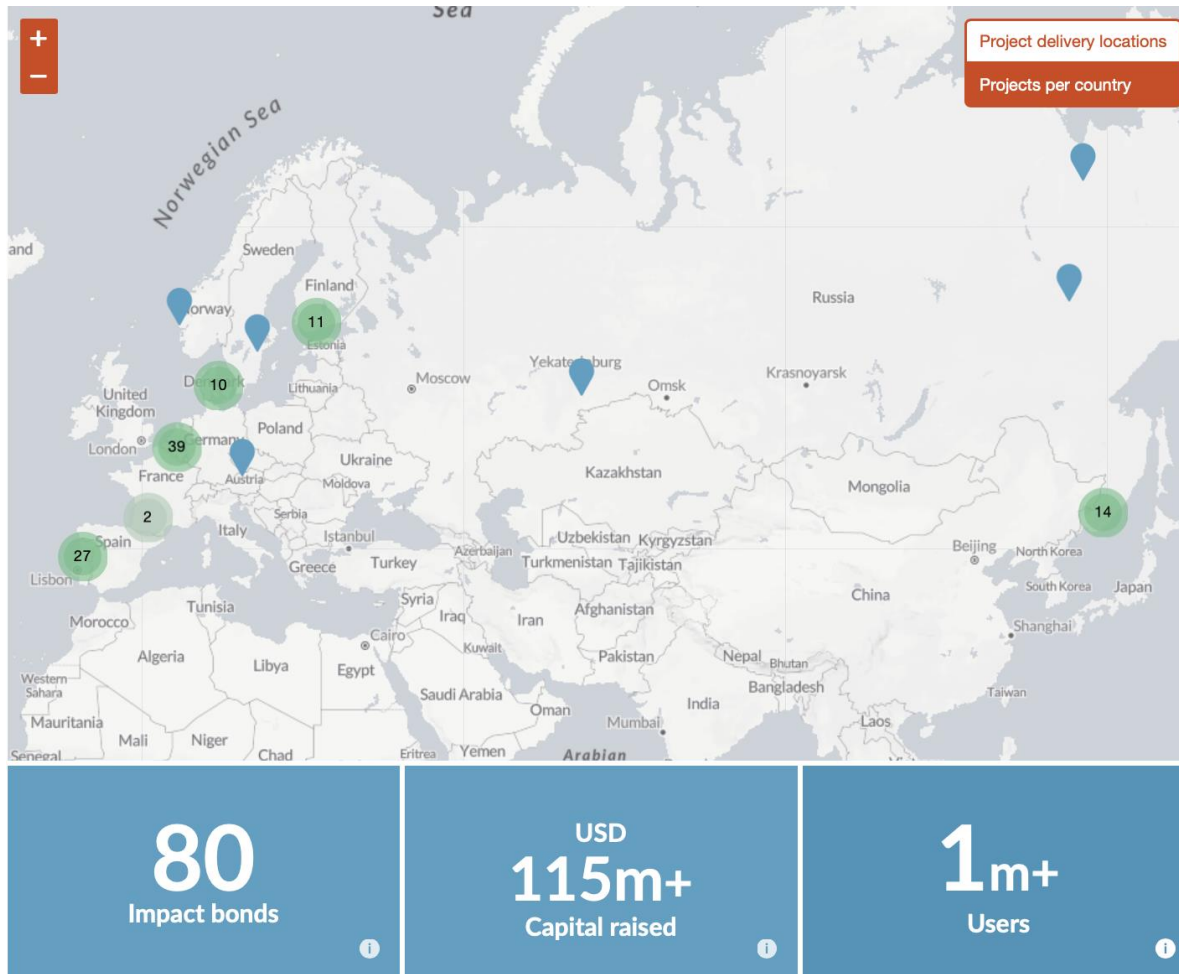 Sea
+
−
Project delivery locations
Projects per country
Norwegian Sea
Sweden
Finland
Russia
11
Estonia
Yekate
burg
Moscow
Omsk
Krasnoyarsk
10
Lithuania
United
Kingdom
39
Germany
Poland
London
Ukraine
Kazakhstan
Mongolia
France
Austria
Moldova
2
Serbia
14
27
Spain
Italy
Istanbul
Uzbekistan
Kyrgyzstan
Beijing
North Korea
Lisbon
Greece
Turkey
Azerbaijan
Turkmenistan
Tajikistan
South Korea
Japan
Tunisia
Syria
Afghanistan
China
Morocco
Iraq
Iran
Shanghai
Cairo
Algeria
Libya
Egypt
Kuwait
Pakistan
Nepal
Bhutan
Western
Sahara
Saudi Arabia
Bangladesh
Taiwan
Mauritania
Oman
Mumbai
India
Laos
Mali
Niger
Chad
Eritrea
Yemen
Arabian
Senegal
80
Impact bonds
i
USD
115m+
Capital raised
i
1m+
Users
i